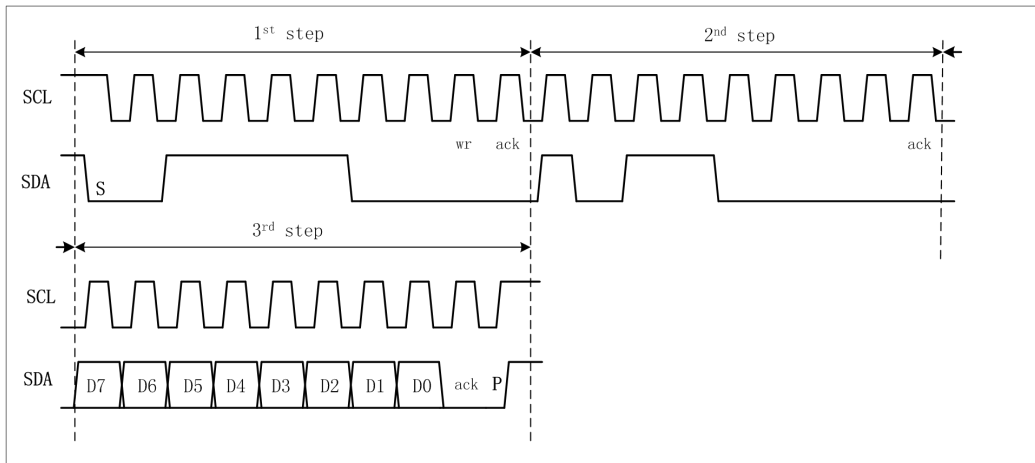 1st step 2nd step
SCL
wr ack ack
SDA S
3rd step
SCL
SDA D7 D6 D5 D4 D3 D2 D1 D0 ack P